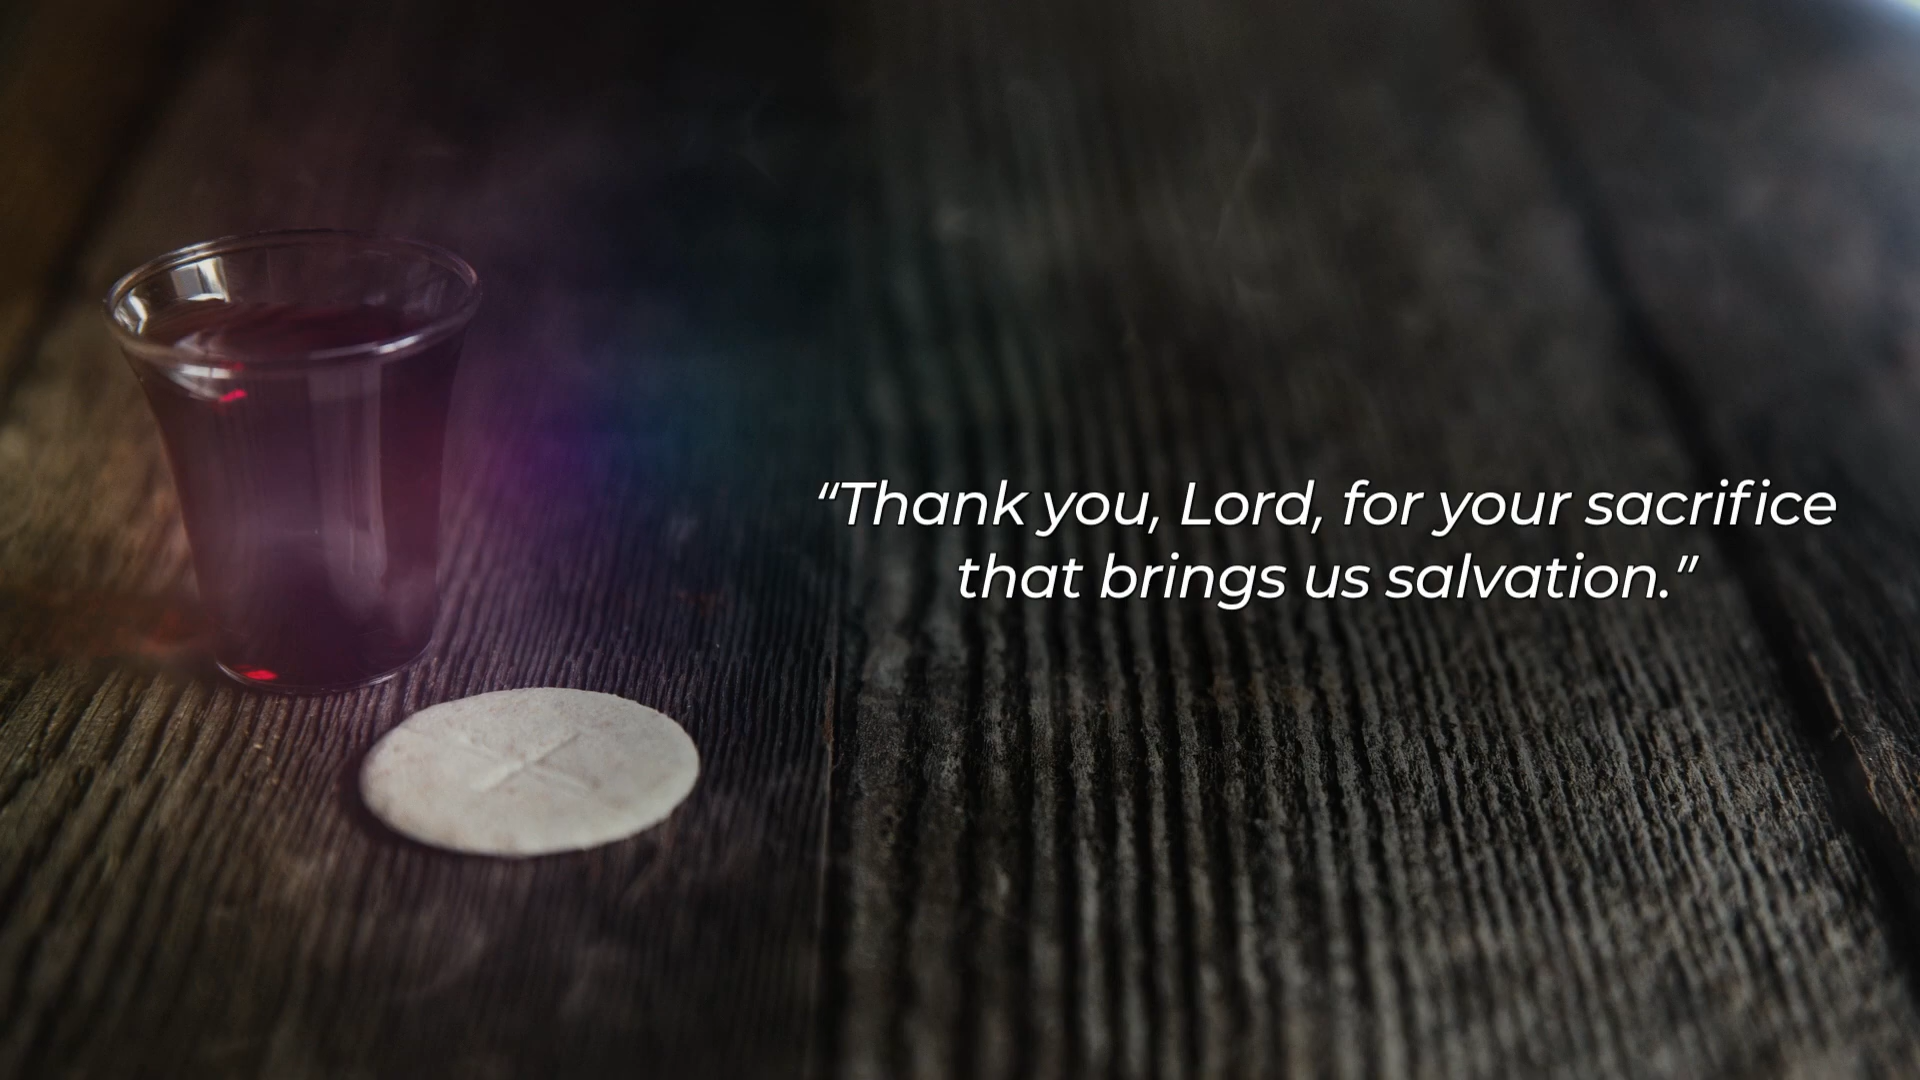 “Thank you, Lord, for your sacrifice
that brings us salvation.”